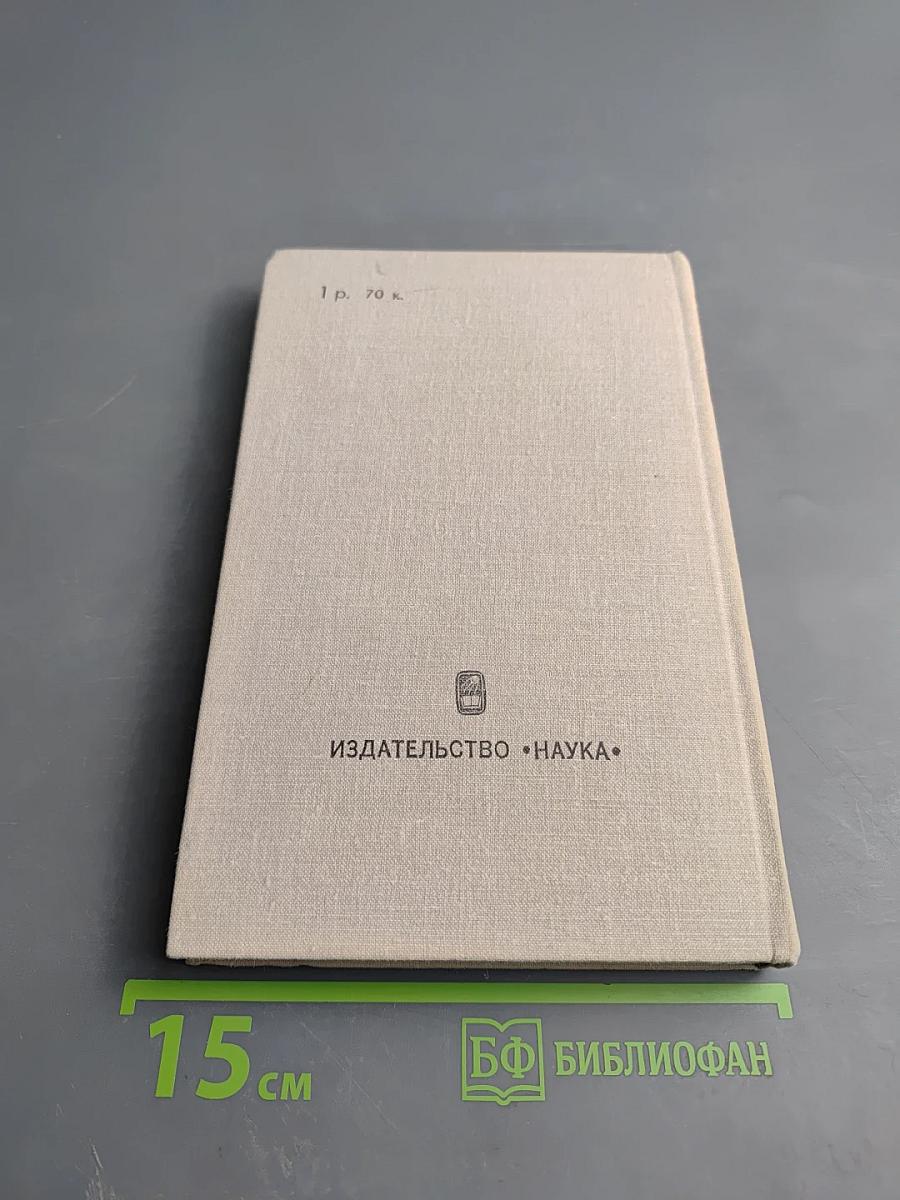 1 р. 70 к.
ИЗДАТЕЛЬСТВО •НАУКА•
15 см
БФ БИБЛИОФАН